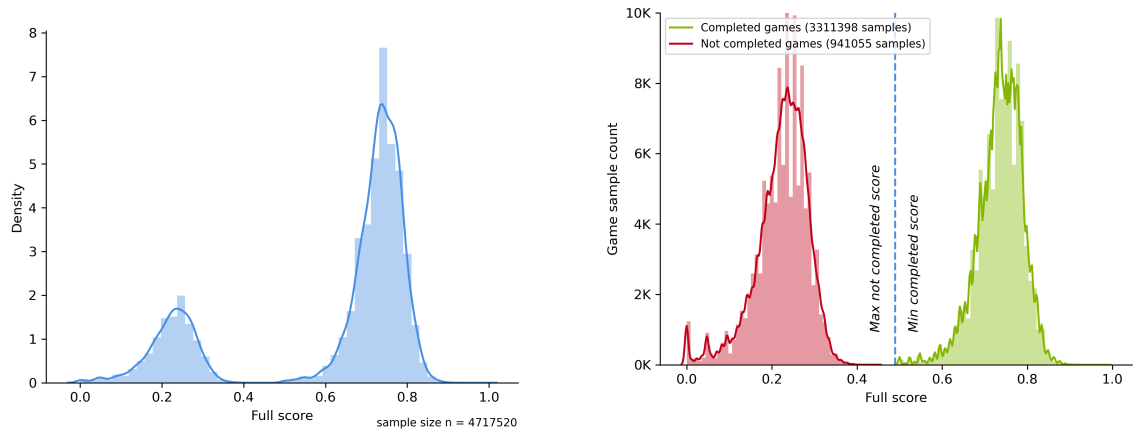 8
7
6
5
4
3
2
1
0
Density
0.0 0.2 0.4 0.6 0.8 1.0
Full score
sample size n = 4717520
10K
8K
6K
4K
2K
0K
Game sample count
Completed games (3311398 samples)
Not completed games (941055 samples)
Max not completed score
Min completed score
0.0 0.2 0.4 0.6 0.8 1.0
Full score